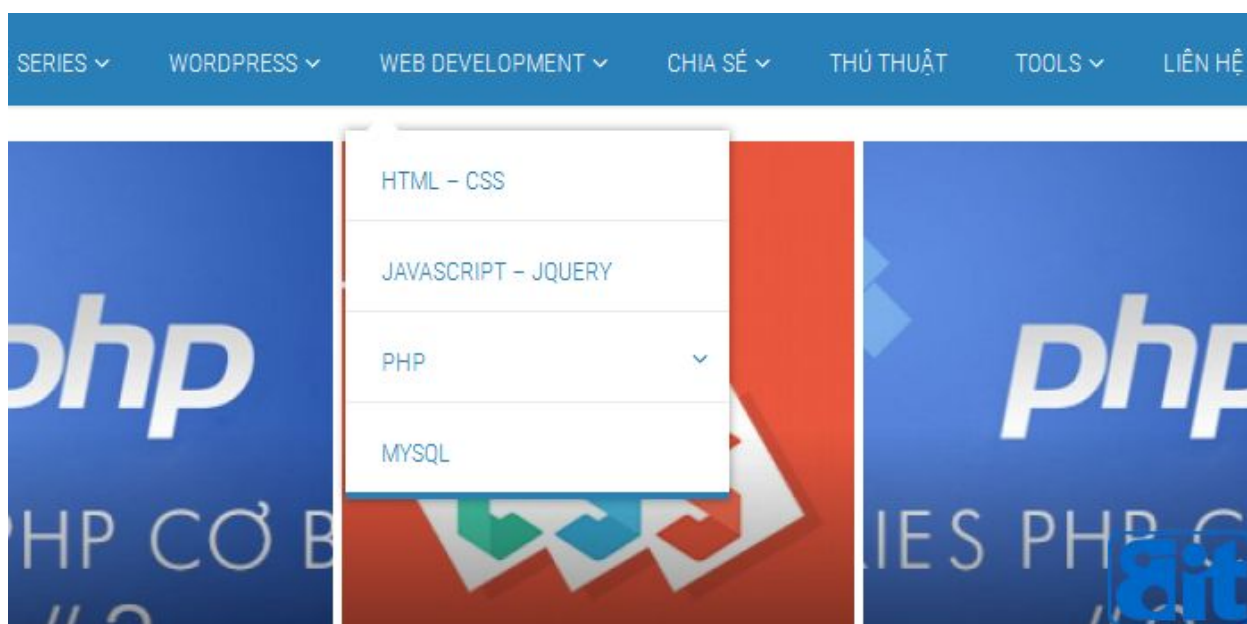 SERIES WORDPRESS WEB DEVELOPMENT CHIA SẺ THỦ THUẬT TOOLS LIÊN HỆ
HTML – CSS
JAVASCRIPT – JQUERY
PHP
MYSQL
php
php
PHP CƠ B
IES PHP C